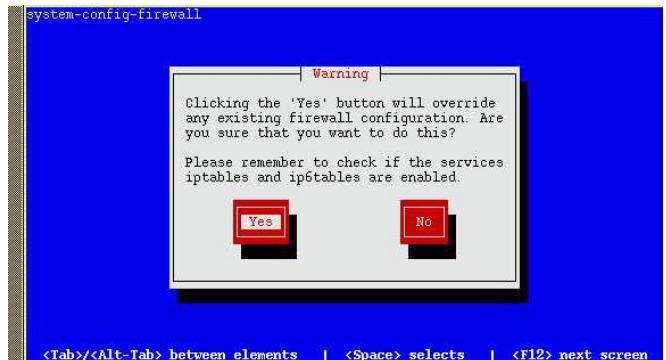 system-config-firewall
Warning
Clicking the 'Yes' button will override
any existing firewall configuration. Are
you sure that you want to do this?
Please remember to check if the services
iptables and ip6tables are enabled.
Yes No
<Tab>/<Alt-Tab> between elements | <Space> selects | <F12> next screen